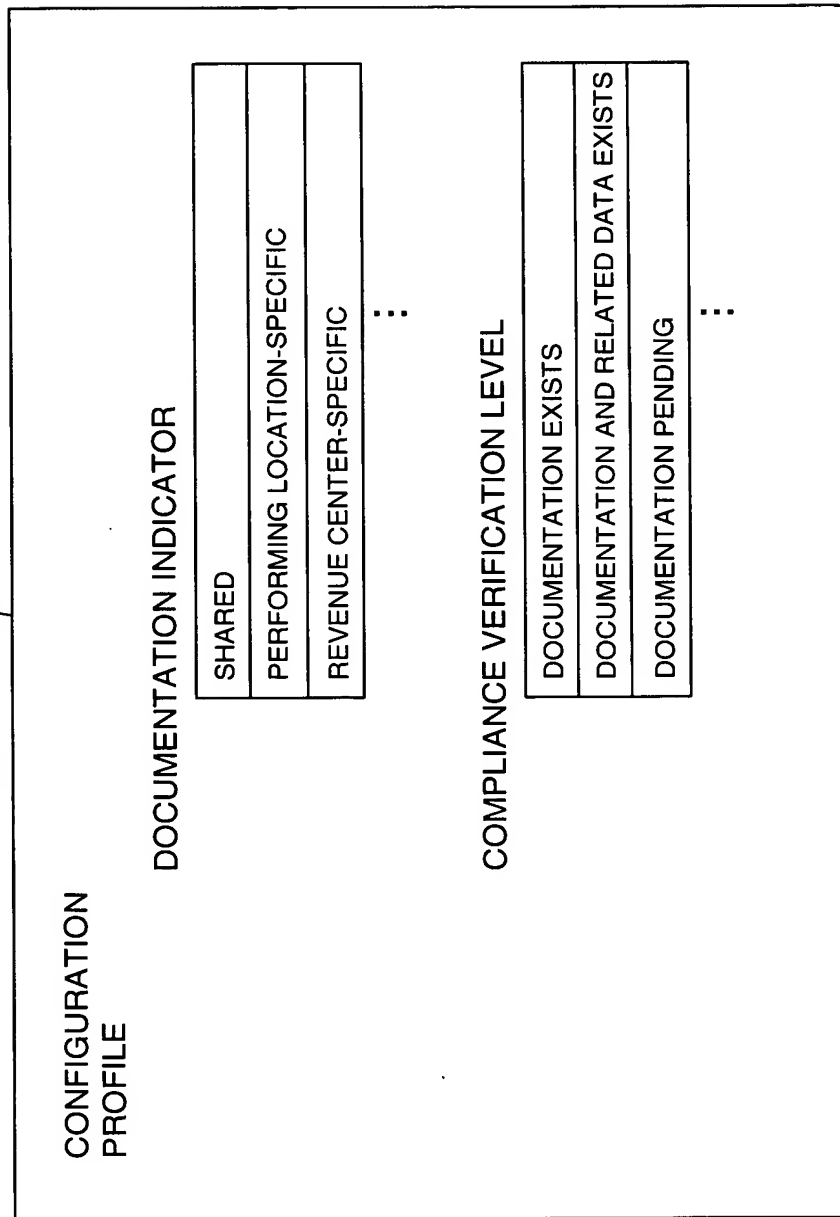 CONFIGURATION
PROFILE
DOCUMENTATION INDICATOR
SHARED
PERFORMING LOCATION-SPECIFIC
REVENUE CENTER-SPECIFIC
...
COMPLIANCE VERIFICATION LEVEL
DOCUMENTATION EXISTS
DOCUMENTATION AND RELATED DATA EXISTS
DOCUMENTATION PENDING
...